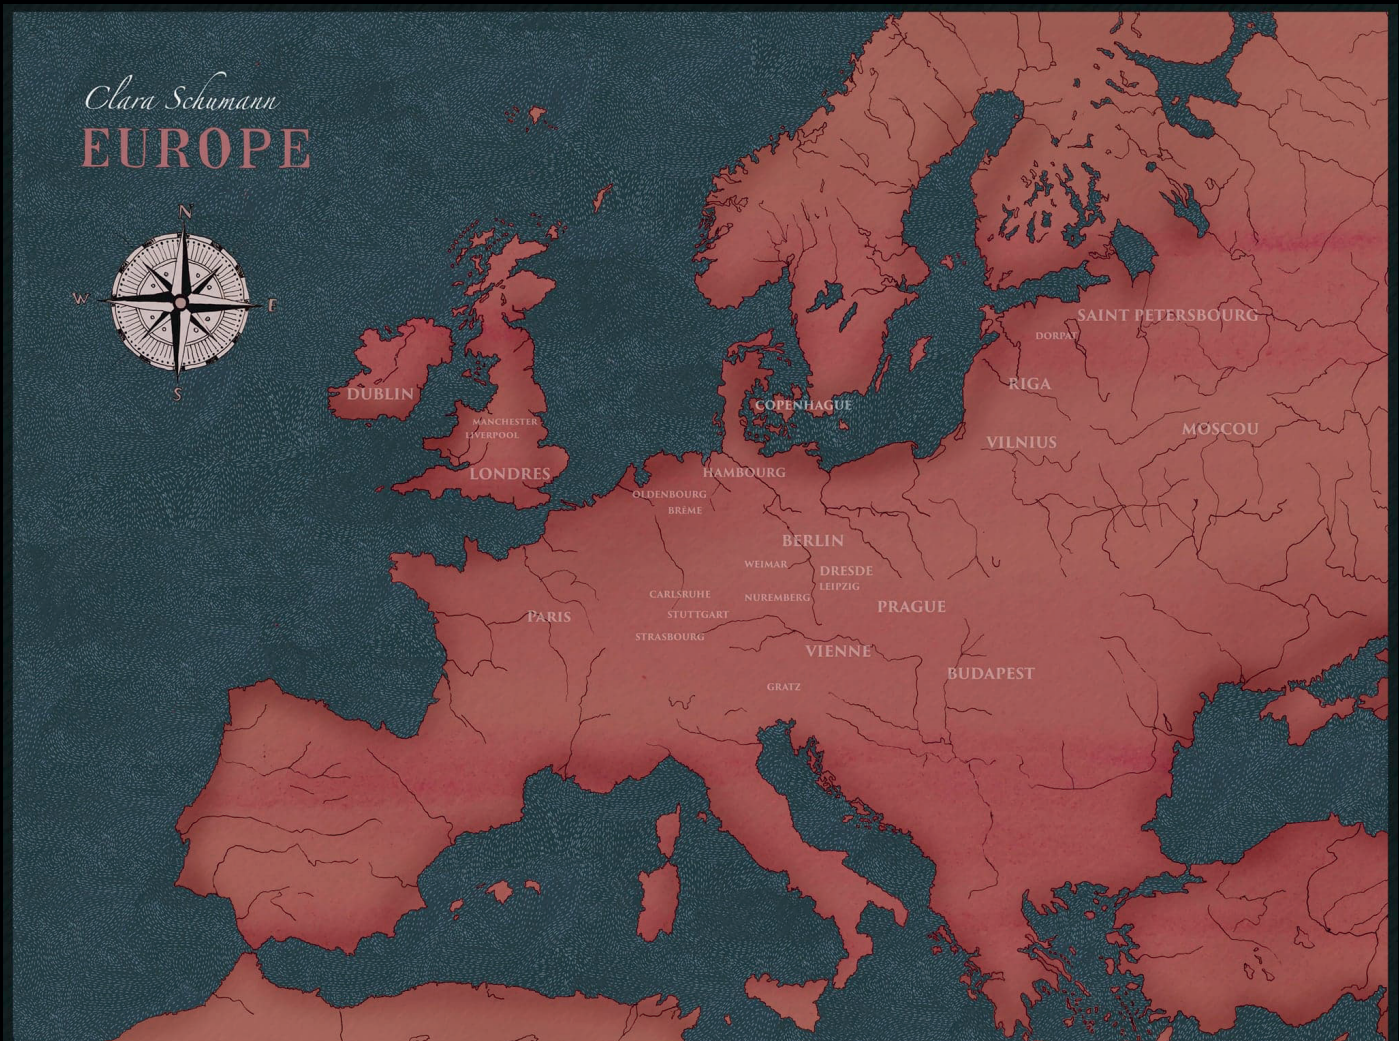 Clara Schumann
EUROPE
N
W
E
S
SAINT PETERSBOURG
DORPAT
RIGA
DUBLIN
COPENHAGUE
MANCHESTER
LIVERPOOL
MOSCOU
VILNIUS
LONDRES
HAMBOURG
OLDENBOURG
BRÊME
BERLIN
WEIMAR
DRESDE
LEIPZIG
CARLSRUHE
NUREMBERG
PRAGUE
STUTTGART
PARIS
STRASBOURG
VIENNE
BUDAPEST
GRATZ